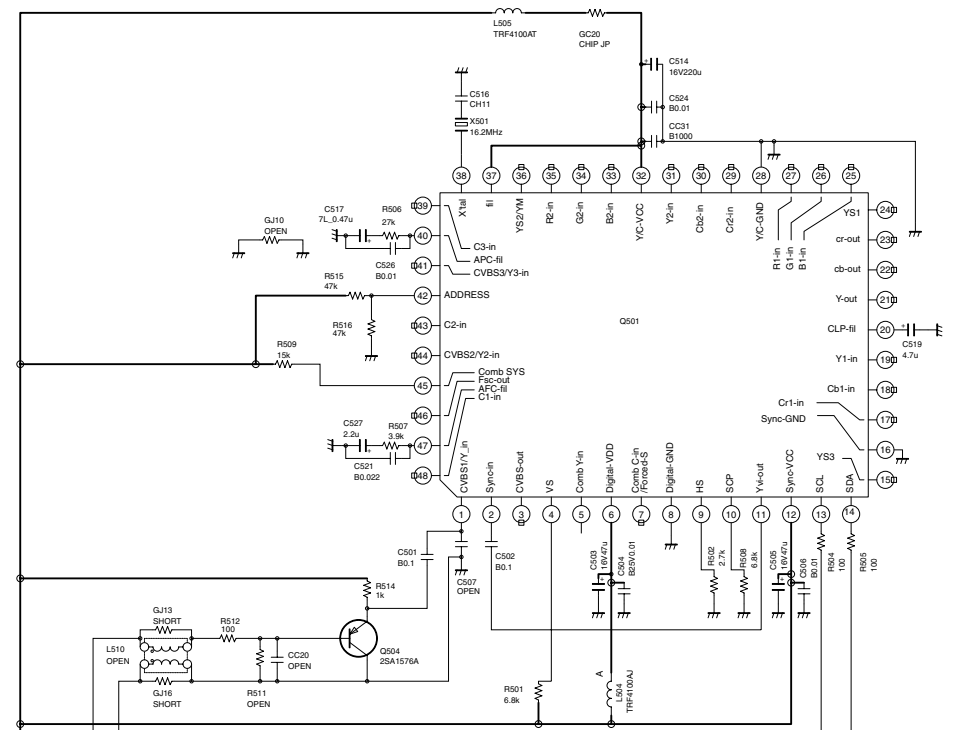 L505
TRF4100AT
GC20
CHIP JP
C514
16V220u
C524
B0.01
CC31
B1000
C516
CH11
X501
16.2MHz
38
37
36
35
34
33
32
31
30
29
28
27
26
25
X'tal
fil
YS2/YM
R2-in
G2-in
B2-in
Y/C-VCC
Y2-in
Cb2-in
Cr2-in
Y/C-GND
R1-in
G1-in
B1-in
C517
7L_0.47u
R506
27k
C526
B0.01
GJ10
OPEN
39
40
41
42
43
44
45
46
47
48
C3-in
APC-fil
CVBS3/Y3-in
ADDRESS
C2-in
CVBS2/Y2-in
Comb SYS
Fsc-out
AFC-fil
C1-in
R515
47k
R516
47k
R509
15k
C527
2.2u
R507
3.9k
C521
B0.022
Q501
YS1
24
cr-out
23
cb-out
22
Y-out
21
CLP-fil
20
C519
4.7u
Y1-in
19
Cb1-in
18
Cr1-in
17
Sync-GND
16
YS3
15
CVBS1/Y_in
Sync-in
CVBS-out
VS
Comb Y-in
Digital-VDD
Comb C-in
/Forced-S
Digital-GND
HS
SCP
Yvi-out
Sync-VCC
SCL
SDA
1
2
3
4
5
6
7
8
9
10
11
12
13
14
C501
B0.1
C507
OPEN
C502
B0.1
C503
16V47u
C504
B25V0.01
R502
2.7k
R508
6.8k
C505
16V47u
C506
B0.01
R504
100
R505
100
R514
1k
GJ13
SHORT
L510
OPEN
R512
100
CC20
OPEN
Q504
2SA1576A
GJ16
SHORT
R511
OPEN
R501
6.8k
A
L504
TRF4100AJ